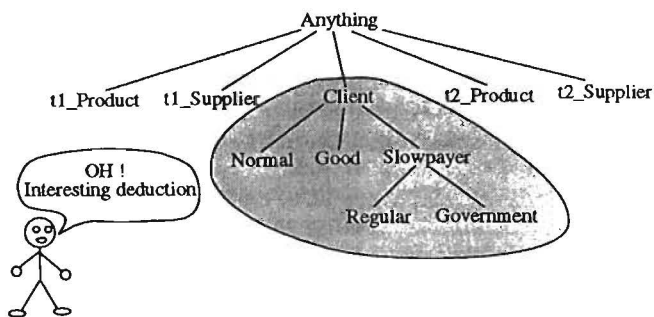 Anything
t1_Product t1_Supplier Client t2_Product t2_Supplier
Normal Good Slowpayer
OH !
Interesting deduction
Regular Government